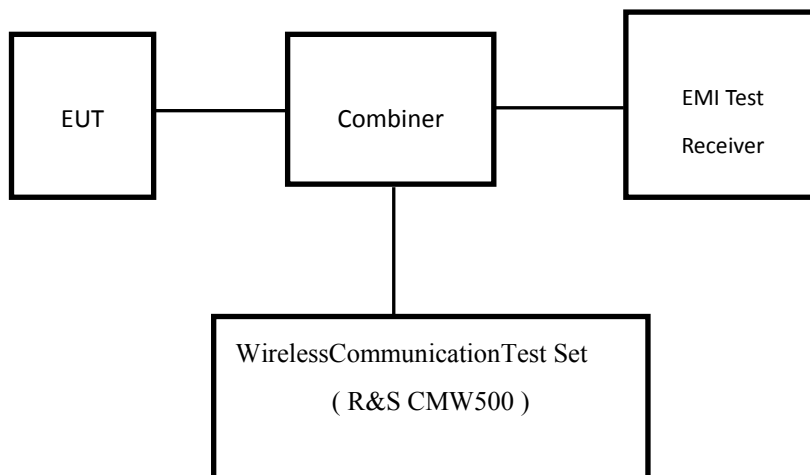 EUT
Combiner
EMI Test
Receiver
WirelessCommunicationTest Set
( R&S CMW500 )